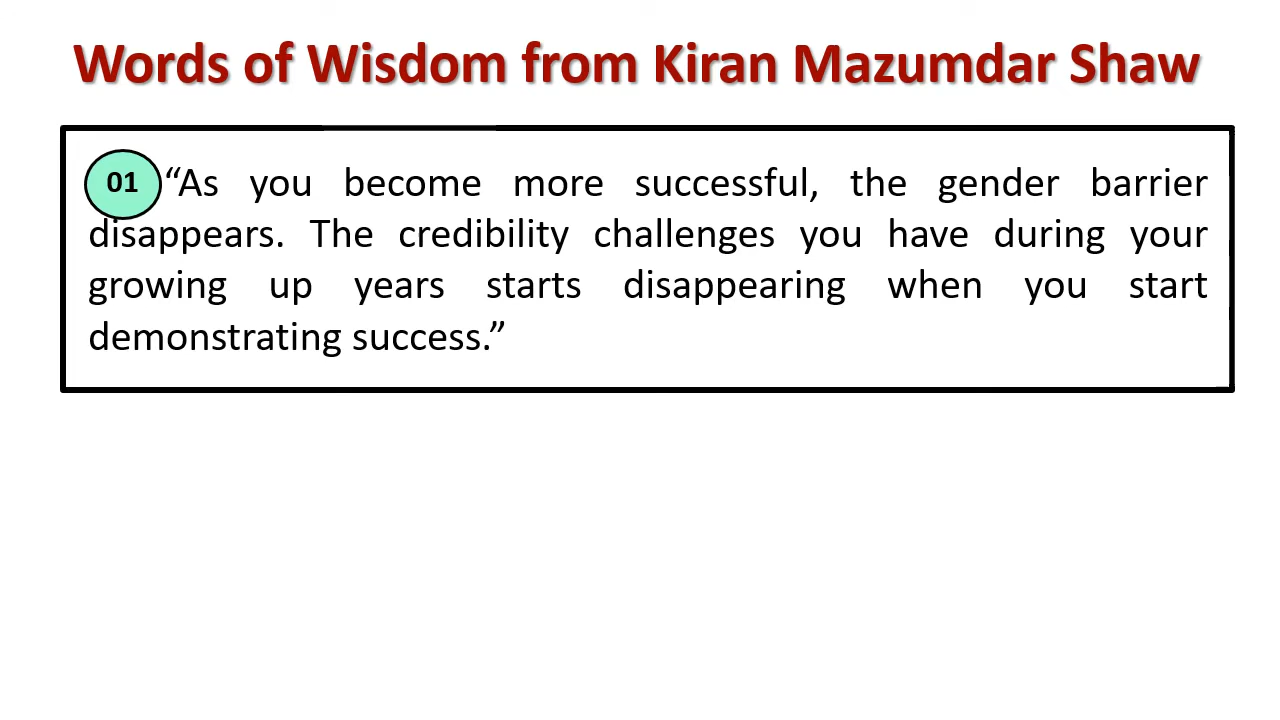 Words of Wisdom from Kiran Mazumdar Shaw
01 “As you become more successful, the gender barrier
disappears. The credibility challenges you have during your
growing up years starts disappearing when you start
demonstrating success.”